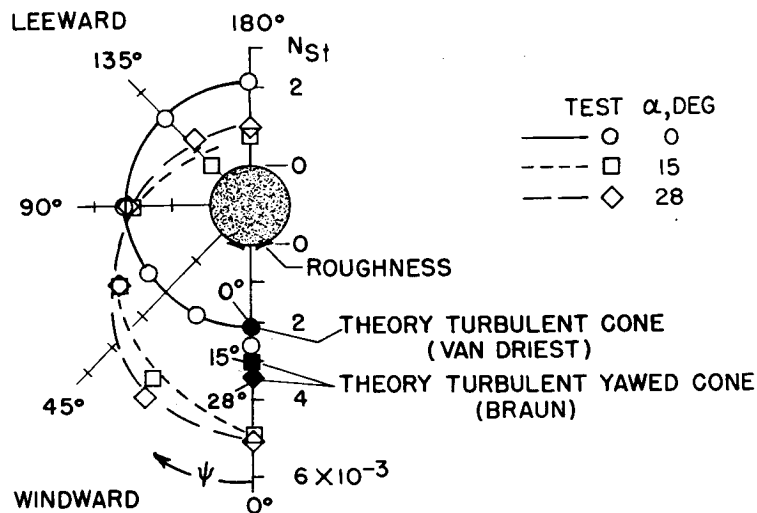 LEEWARD
180°
N_St
135°
2
TEST α, DEG
0
15
28
0
90°
0
ROUGHNESS
0°
2
THEORY TURBULENT CONE
(VAN DRIEST)
15°
THEORY TURBULENT YAWED CONE
(BRAUN)
45°
28°
4
ψ
6 × 10⁻³
WINDWARD
0°